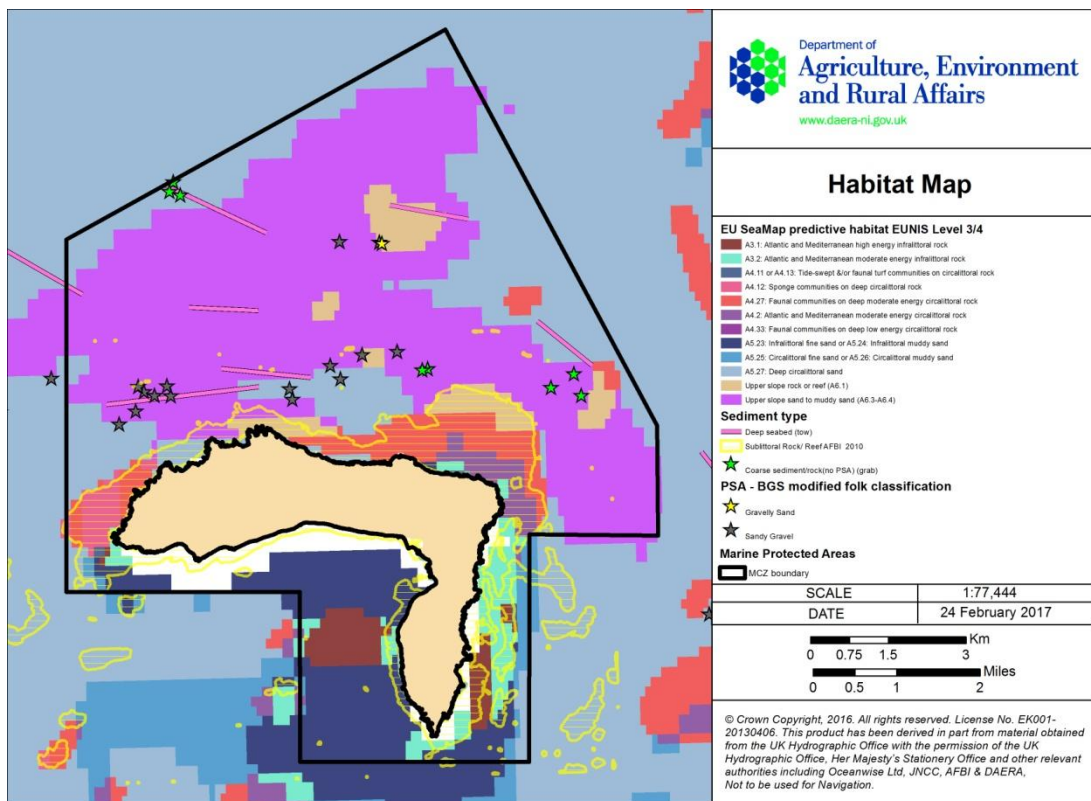 Department of
Agriculture, Environment
and Rural Affairs
www.daera-ni.gov.uk
Habitat Map
EU SeaMap predictive habitat EUNIS Level 3/4
A3.1: Atlantic and Mediterranean high energy infralittoral rock
A3.2: Atlantic and Mediterranean moderate energy infralittoral rock
A4.11 or A4.13: Tide-swept &/or faunal turf communities on circalittoral rock
A4.12: Sponge communities on deep circalittoral rock
A4.27: Faunal communities on deep moderate energy circalittoral rock
A4.2: Atlantic and Mediterranean moderate energy circalittoral rock
A4.33: Faunal communities on deep low energy circalittoral rock
A5.23: Infralittoral fine sand or A5.24: Infralittoral muddy sand
A5.25: Circalittoral fine sand or A5.26: Circalittoral muddy sand
A5.27: Deep circalittoral sand
Upper slope rock or reef (A6.1)
Upper slope sand to muddy sand (A6.3-A6.4)
Sediment type
Deep seabed (tow)
Sublittoral Rock/ Reef AFBI 2010
Coarse sediment/rock(no PSA) (grab)
PSA - BGS modified folk classification
Gravelly Sand
Sandy Gravel
Marine Protected Areas
MCZ boundary
SCALE 1:77,444
DATE 24 February 2017
Km
0 0.75 1.5 3
Miles
0 0.5 1 2
© Crown Copyright, 2016. All rights reserved. License No. EK001-
20130406. This product has been derived in part from material obtained
from the UK Hydrographic Office with the permission of the UK
Hydrographic Office, Her Majesty's Stationery Office and other relevant
authorities including Oceanwise Ltd, JNCC, AFBI & DAERA,
Not to be used for Navigation.